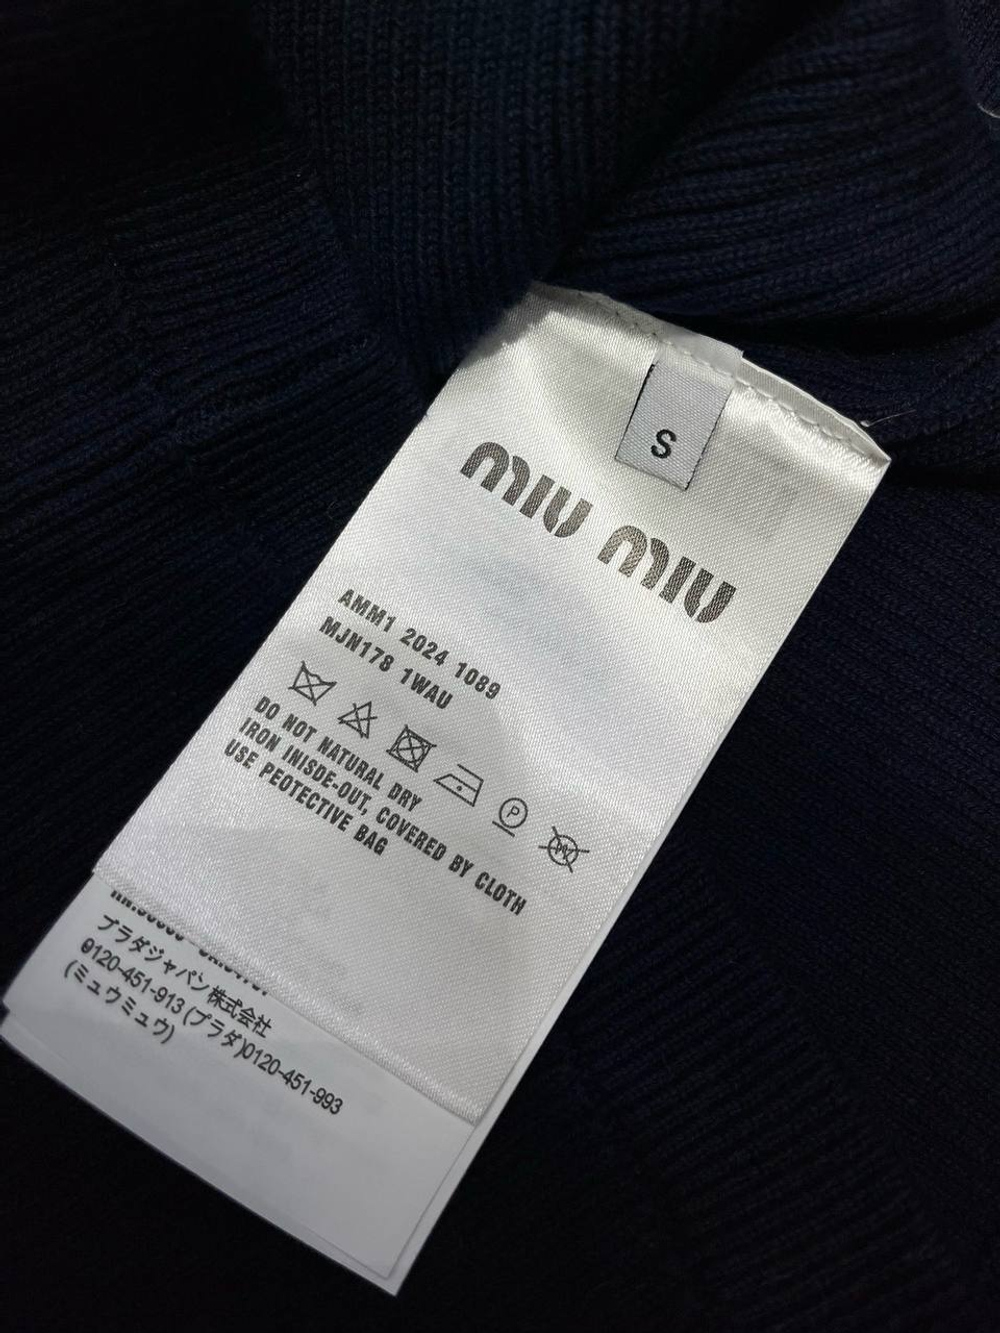 S
MIU MIU
AMM1 2024 1089
MJN178 1WAU
P
DO NOT NATURAL DRY
IRON INISDE-OUT, COVERED BY CLOTH
USE PEOTECTIVE BAG
プラダジャパン株式会社
0120-451-913 (プラダ)0120-451-993
(ミュウミュウ)